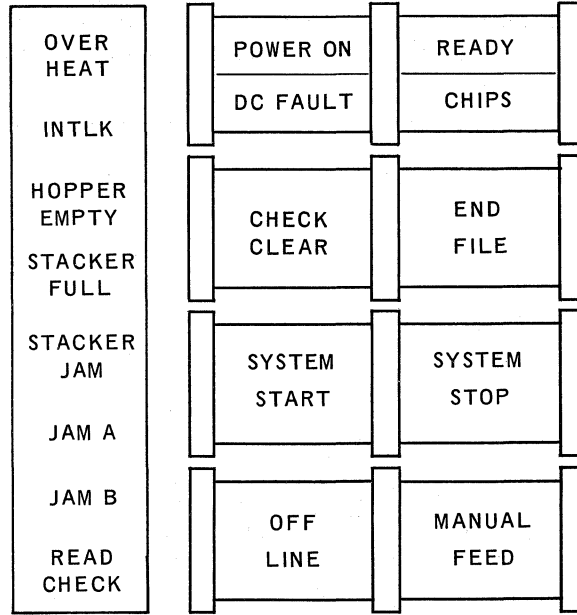 OVER
HEAT
INTLK
HOPPER
EMPTY
STACKER
FULL
STACKER
JAM
JAM A
JAM B
READ
CHECK
POWER ON
DC FAULT
READY
CHIPS
CHECK
CLEAR
END
FILE
SYSTEM
START
SYSTEM
STOP
OFF
LINE
MANUAL
FEED